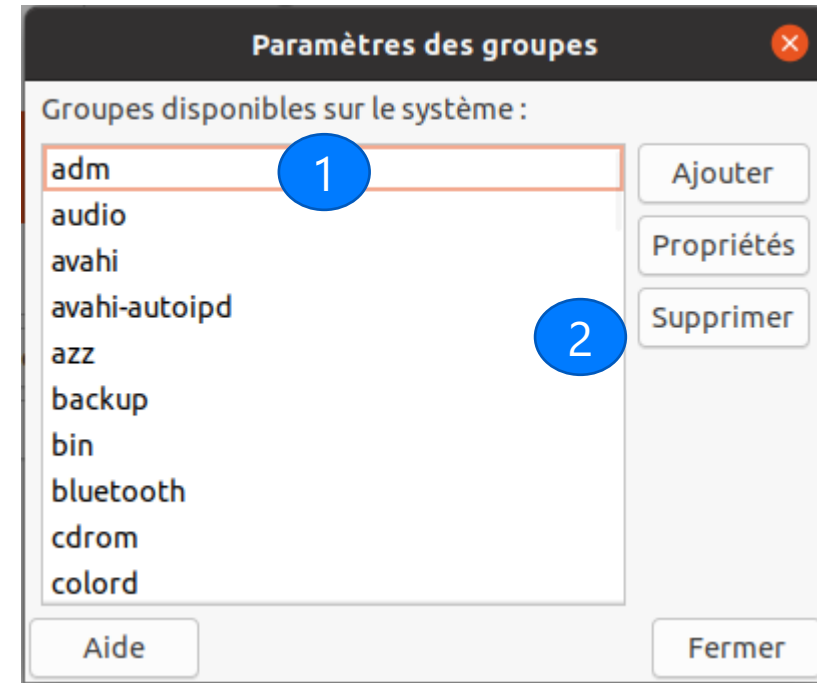 Paramètres des groupes
Groupes disponibles sur le système :
adm
1
Ajouter
audio
Propriétés
avahi
avahi-autoipd
2
Supprimer
azz
backup
bin
bluetooth
cdrom
colord
Aide
Fermer